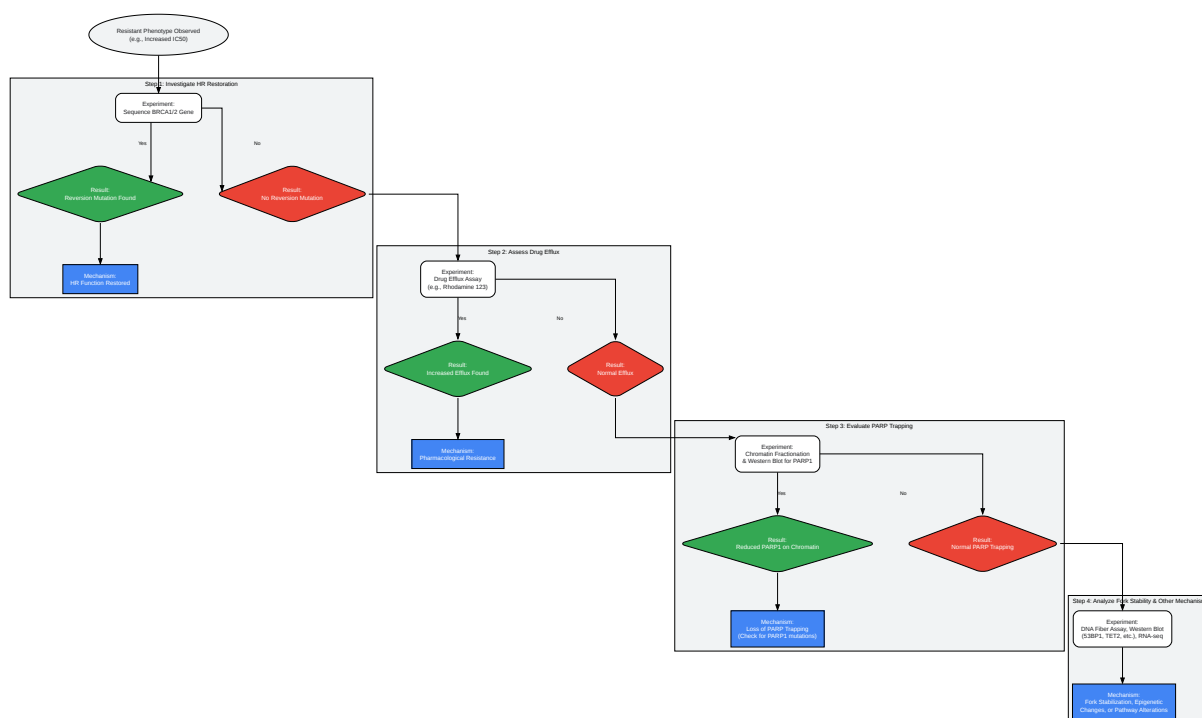 Resistant Phenotype Observed
(e.g., Increased IC50)
Step 1: Investigate HR Restoration
Experiment:
Sequence BRCA1/2 Gene
Yes
No
Result:
Reversion Mutation Found
Result:
No Reversion Mutation
Mechanism:
HR Function Restored
Step 2: Assess Drug Efflux
Experiment:
Drug Efflux Assay
(e.g., Rhodamine 123)
Yes
No
Result:
Increased Efflux Found
Result:
Normal Efflux
Mechanism:
Pharmacological Resistance
Step 3: Evaluate PARP Trapping
Experiment:
Chromatin Fractionation
& Western Blot for PARP1
Yes
No
Result:
Reduced PARP1 on Chromatin
Result:
Normal PARP Trapping
Mechanism:
Loss of PARP Trapping
(Check for PARP1 mutations)
Step 4: Analyze Fork Stability & Other
Experiment:
DNA Fiber Assay, Western Blot
(53BP1, TET2, etc.), RNA-seq
Mechanism:
Fork Stabilization, Epigenetic
Changes, or Pathway Alterations